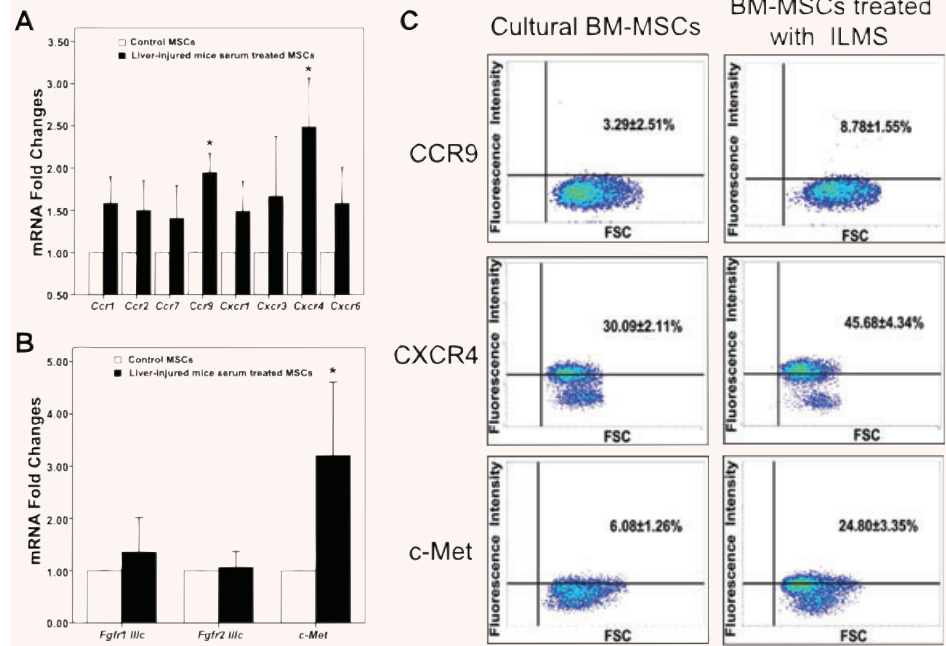 A
Control MSCs
Liver-injured mice serum treated MSCs
mRNA Fold Changes
3.50
3.00
2.50
2.00
1.50
1.00
0.50
*
*
Ccr1 Ccr2 Ccr7 Ccr9 Cxcr1 Cxcr3 Cxcr4 Cxcr6
B
Control MSCs
Liver-injured mice serum treated MSCs
mRNA Fold Changes
5.00
4.00
3.00
2.00
1.00
0.00
*
Fgfr1 IIIc Fgfr2 IIIc c-Met
C
Cultural BM-MSCs
BM-MSCs treated
with ILMS
CCR9
Fluorescence Intensity
3.29±2.51%
FSC
Fluorescence Intensity
8.78±1.55%
FSC
CXCR4
Fluorescence Intensity
30.09±2.11%
FSC
Fluorescence Intensity
45.68±4.34%
FSC
c-Met
Fluorescence Intensity
6.08±1.26%
FSC
Fluorescence Intensity
24.80±3.35%
FSC